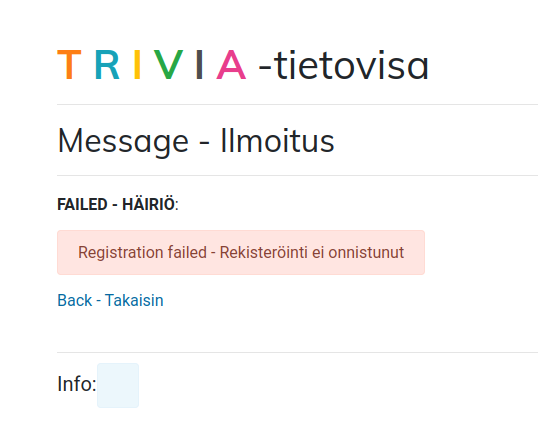 T R I V I A -tietovisa
Message - Ilmoitus
FAILED - HÄIRIÖ:
Registration failed - Rekisteröinti ei onnistunut
Back - Takaisin
Info: